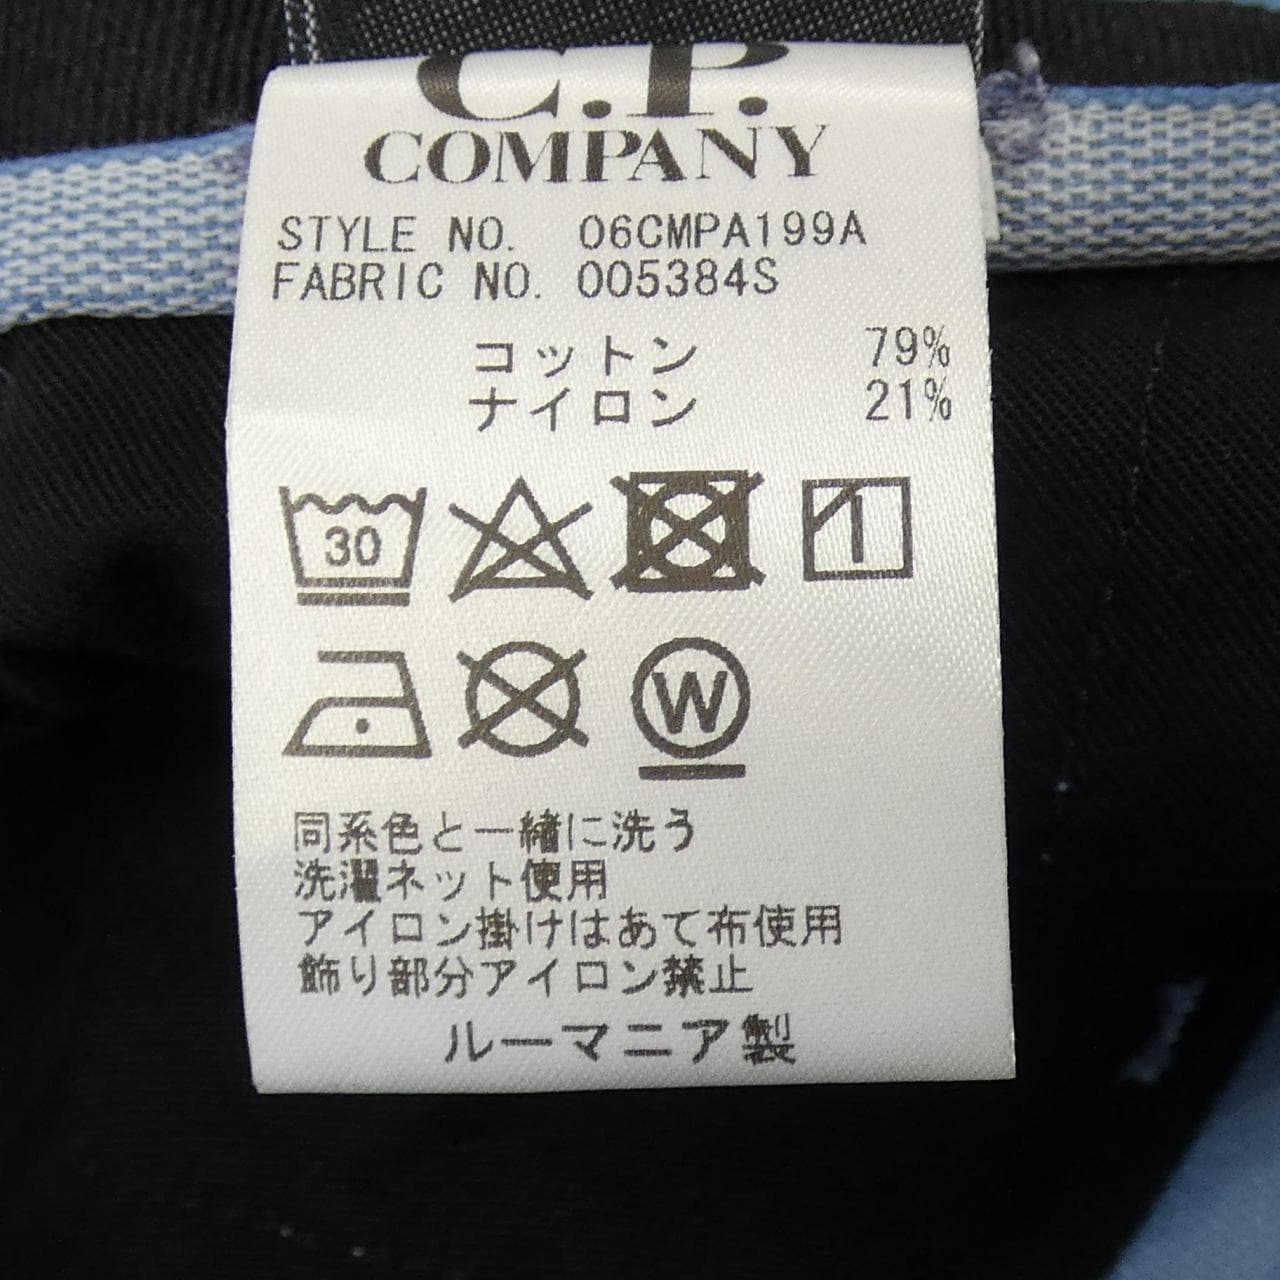 C.P.
COMPANY
STYLE NO. 06CMPA199A
FABRIC NO. 005384S
コットン 79%
ナイロン 21%
30
W
同系色と一緒に洗う
洗濯ネット使用
アイロン掛けはあて布使用
飾り部分アイロン禁止
ルーマニア製